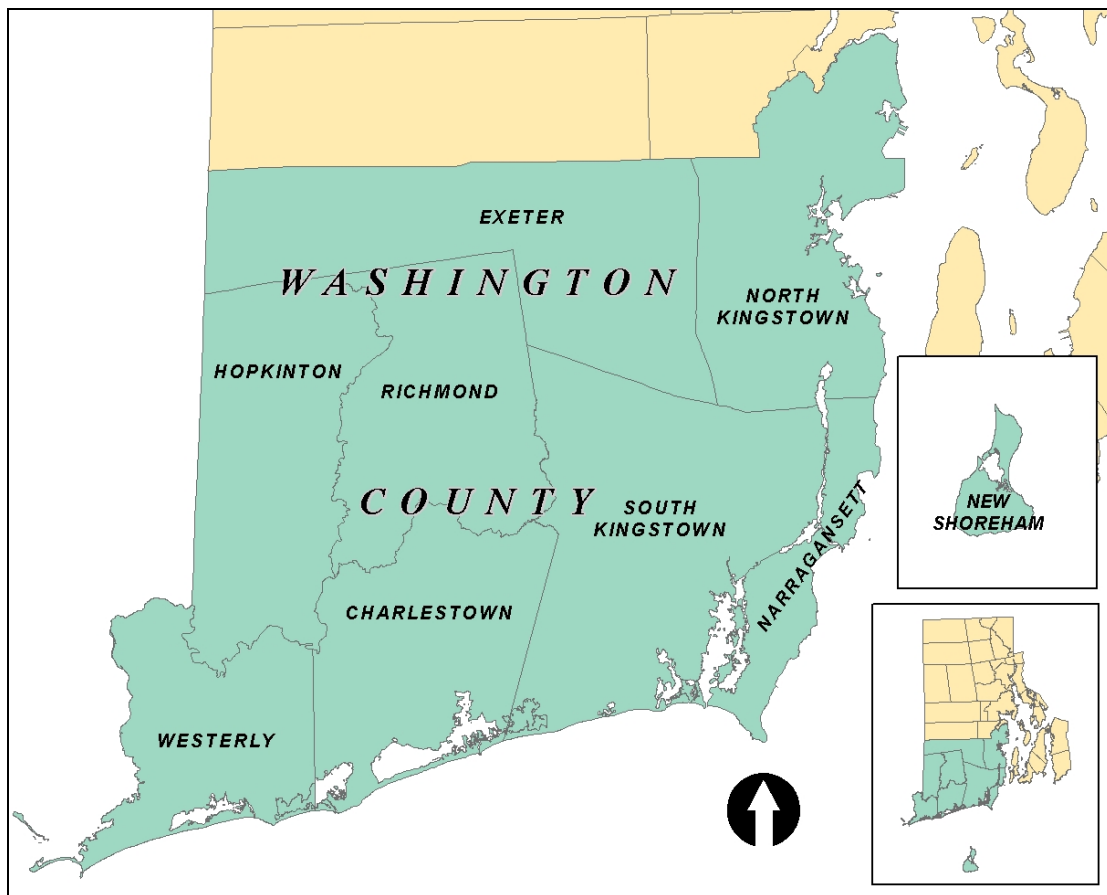 EXETER
WASHINGTON
NORTH
KINGSTOWN
HOPKINTON
RICHMOND
COUNTY
SOUTH
KINGSTOWN
NARRAGANSETT
NEW
SHOREHAM
CHARLESTOWN
WESTERLY